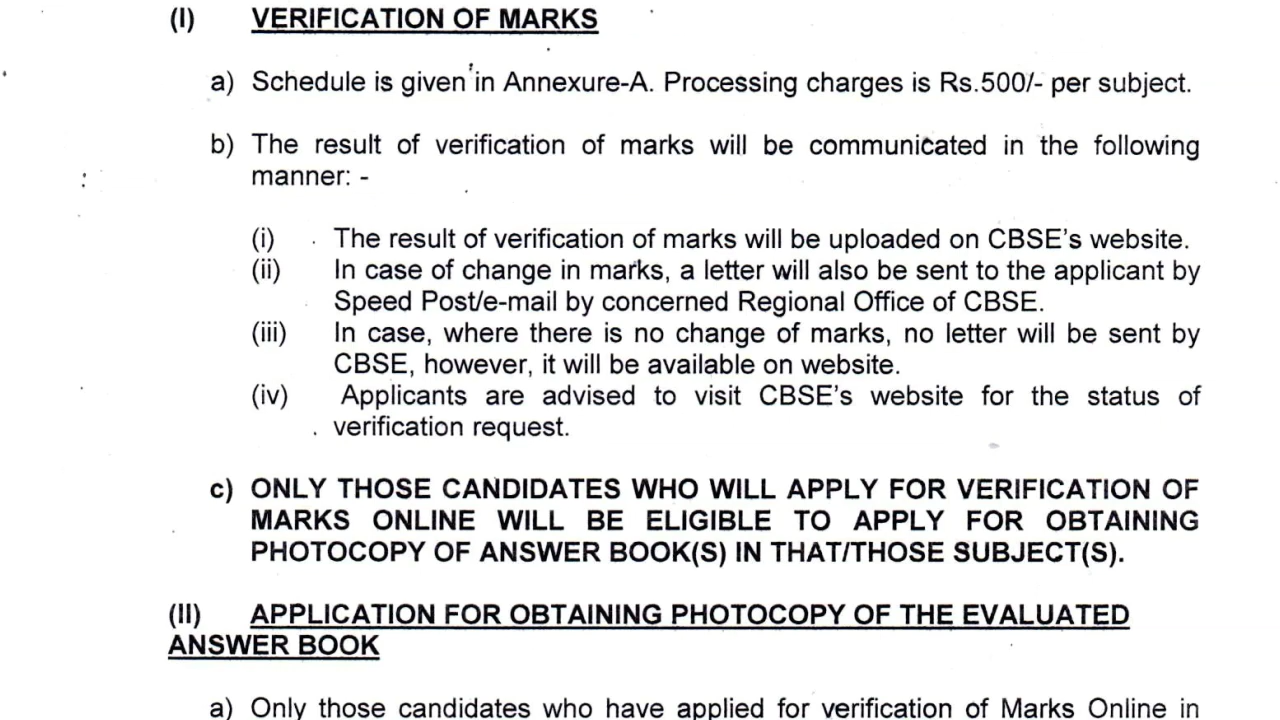 (I) VERIFICATION OF MARKS
a) Schedule is given in Annexure-A. Processing charges is Rs.500/- per subject.
b) The result of verification of marks will be communicated in the following
manner: -
(i) The result of verification of marks will be uploaded on CBSE's website.
(ii) In case of change in marks, a letter will also be sent to the applicant by
Speed Post/e-mail by concerned Regional Office of CBSE.
(iii) In case, where there is no change of marks, no letter will be sent by
CBSE, however, it will be available on website.
(iv) Applicants are advised to visit CBSE's website for the status of
verification request.
c) ONLY THOSE CANDIDATES WHO WILL APPLY FOR VERIFICATION OF
MARKS ONLINE WILL BE ELIGIBLE TO APPLY FOR OBTAINING
PHOTOCOPY OF ANSWER BOOK(S) IN THAT/THOSE SUBJECT(S).
(II) APPLICATION FOR OBTAINING PHOTOCOPY OF THE EVALUATED
ANSWER BOOK
a) Only those candidates who have applied for verification of Marks Online in